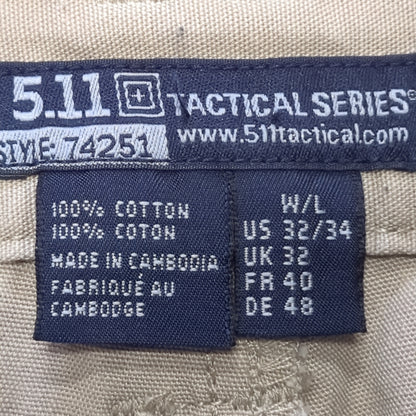 5.11 TACTICAL SERIES®
STYLE: 74251 www.511tactical.com
100% COTTON
100% COTON
MADE IN CAMBODIA
FABRIQUÉ AU
CAMBODGE
W/L
US 32/34
UK 32
FR 40
DE 48